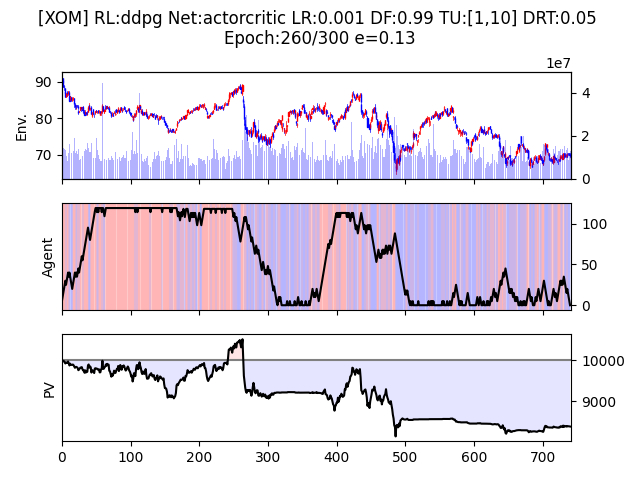 [XOM] RL:ddpg Net:actorcritic LR:0.001 DF:0.99 TU:[1,10] DRT:0.05
Epoch:260/300 e=0.13
1e7
90
80
70
Env.
4
2
0
Agent
100
50
0
PV
10000
9000
0 100 200 300 400 500 600 700